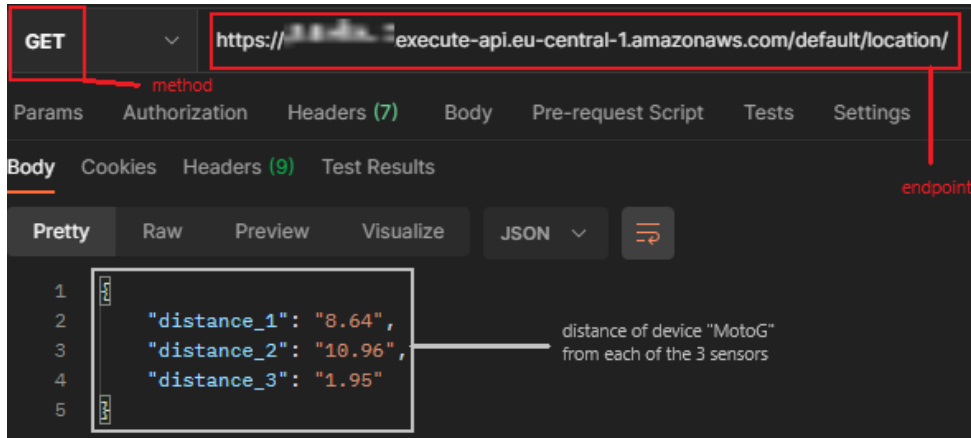 GET https:// execute-api.eu-central-1.amazonaws.com/default/location/
method
Params Authorization Headers (7) Body Pre-request Script Tests Settings
Body Cookies Headers (9) Test Results
endpoint
Pretty Raw Preview Visualize JSON
1 {
2 "distance_1": "8.64",
3 "distance_2": "10.96",
4 "distance_3": "1.95"
5 }
distance of device "MotoG"
from each of the 3 sensors